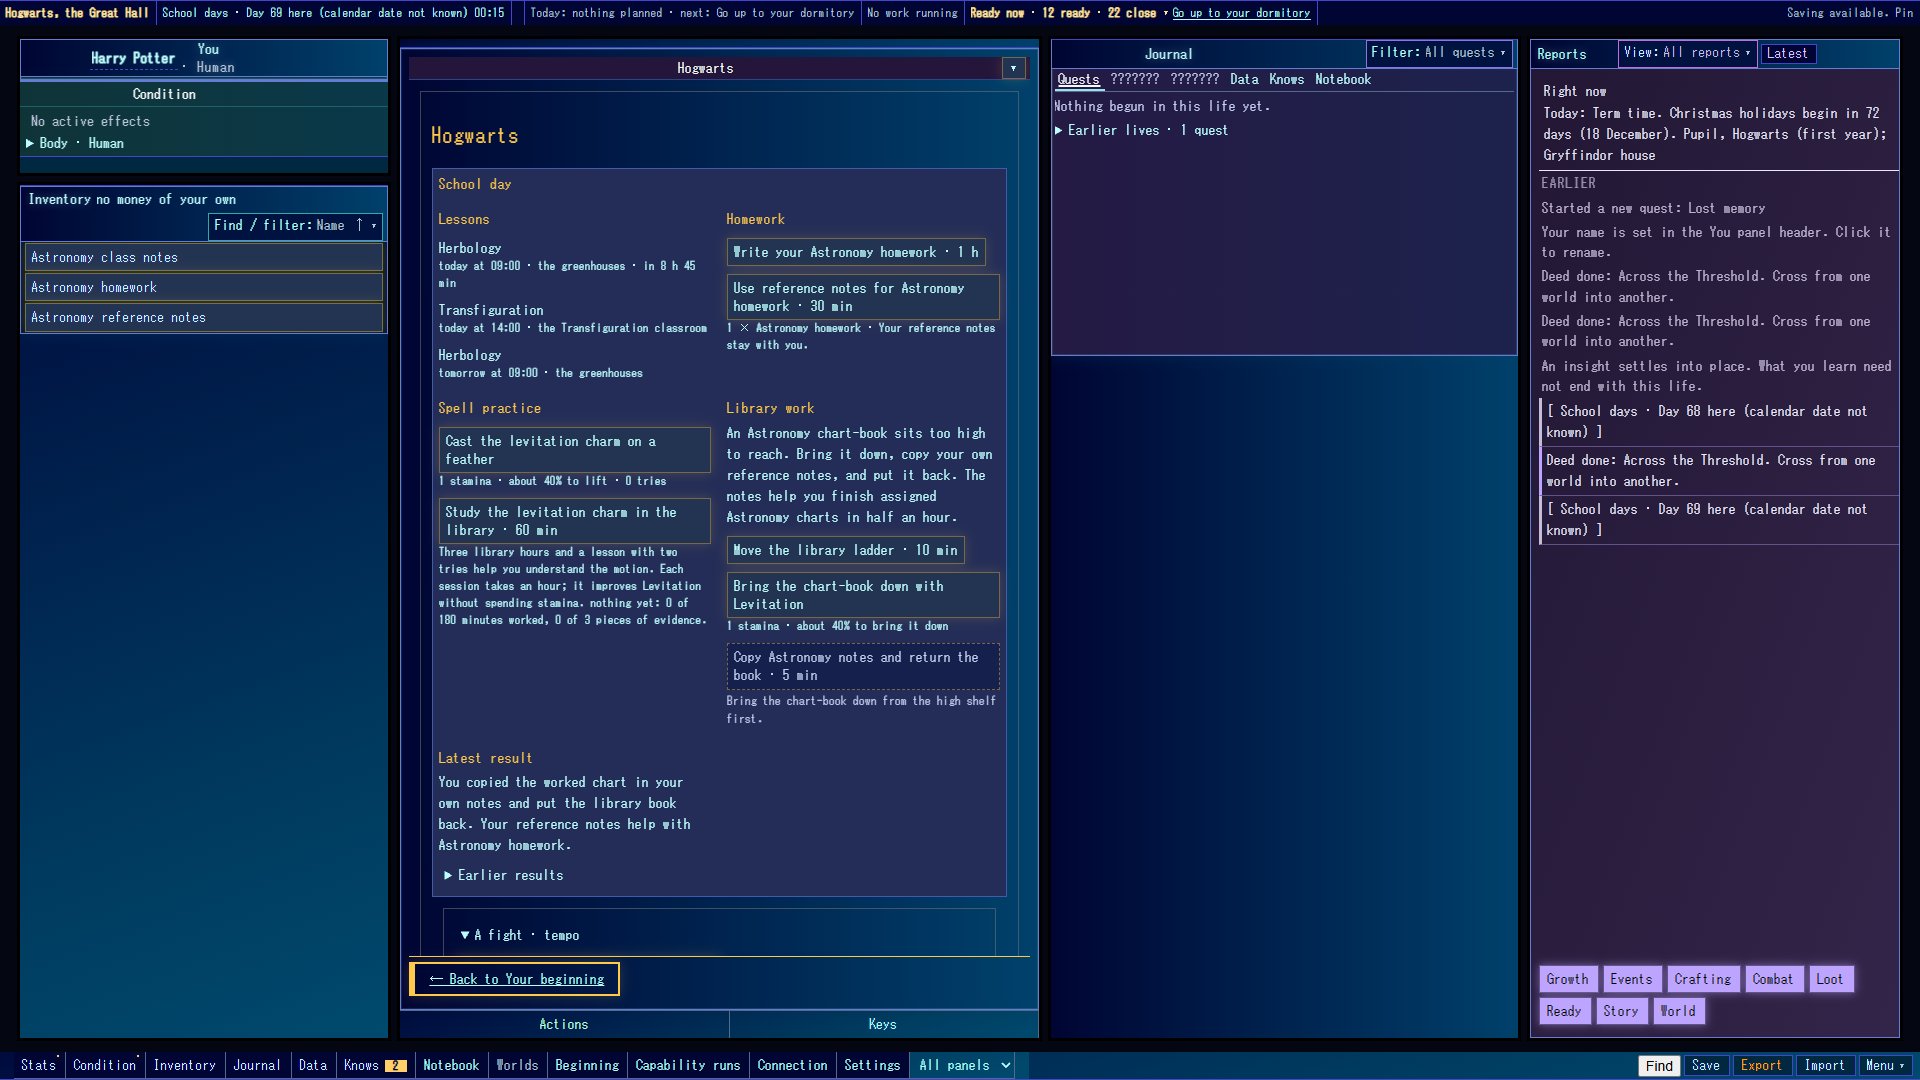 Hogwarts, the Great Hall
School days · Day 69 here (calendar date not known) 00:15
Today: nothing planned · next: Go up to your dormitory
No work running
Ready now · 12 ready · 22 close ▾ Go up to your dormitory
Saving available. Pin
Harry Potter · You
Human
Condition
No active effects
▶ Body · Human
Inventory no money of your own
Find / filter: Name ↑ ▾
Astronomy class notes
Astronomy homework
Astronomy reference notes
Hogwarts
▾
Hogwarts
School day
Lessons
Herbology
today at 09:00 · the greenhouses · in 8 h 45
min
Transfiguration
today at 14:00 · the Transfiguration classroom
Herbology
tomorrow at 09:00 · the greenhouses
Homework
Write your Astronomy homework · 1 h
Use reference notes for Astronomy
homework · 30 min
1 × Astronomy homework · Your reference notes
stay with you.
Spell practice
Cast the levitation charm on a
feather
1 stamina · about 40% to lift · 0 tries
Study the levitation charm in the
library · 60 min
Three library hours and a lesson with two
tries help you understand the motion. Each
session takes an hour; it improves Levitation
without spending stamina. nothing yet: 0 of
180 minutes worked, 0 of 3 pieces of evidence.
Library work
An Astronomy chart-book sits too high
to reach. Bring it down, copy your own
reference notes, and put it back. The
notes help you finish assigned
Astronomy charts in half an hour.
Move the library ladder · 10 min
Bring the chart-book down with
Levitation
1 stamina · about 40% to bring it down
Copy Astronomy notes and return the
book · 5 min
Bring the chart-book down from the high shelf
first.
Latest result
You copied the worked chart in your
own notes and put the library book
back. Your reference notes help with
Astronomy homework.
▶ Earlier results
▼ A fight · tempo
← Back to Your beginning
Actions
Keys
Journal
Filter: All quests ▾
Quests ??????? ??????? Data Knows Notebook
Nothing begun in this life yet.
▶ Earlier lives · 1 quest
Reports
View: All reports ▾
Latest
Right now
Today: Term time. Christmas holidays begin in 72
days (18 December). Pupil, Hogwarts (first year);
Gryffindor house
EARLIER
Started a new quest: Lost memory
Your name is set in the You panel header. Click it
to rename.
Deed done: Across the Threshold. Cross from one
world into another.
Deed done: Across the Threshold. Cross from one
world into another.
An insight settles into place. What you learn need
not end with this life.
[ School days · Day 68 here (calendar date not
known) ]
Deed done: Across the Threshold. Cross from one
world into another.
[ School days · Day 69 here (calendar date not
known) ]
Growth Events Crafting Combat Loot
Ready Story World
Stats Condition Inventory Journal Data Knows 2 Notebook Worlds Beginning Capability runs Connection Settings All panels
Find Save Export Import Menu ▾